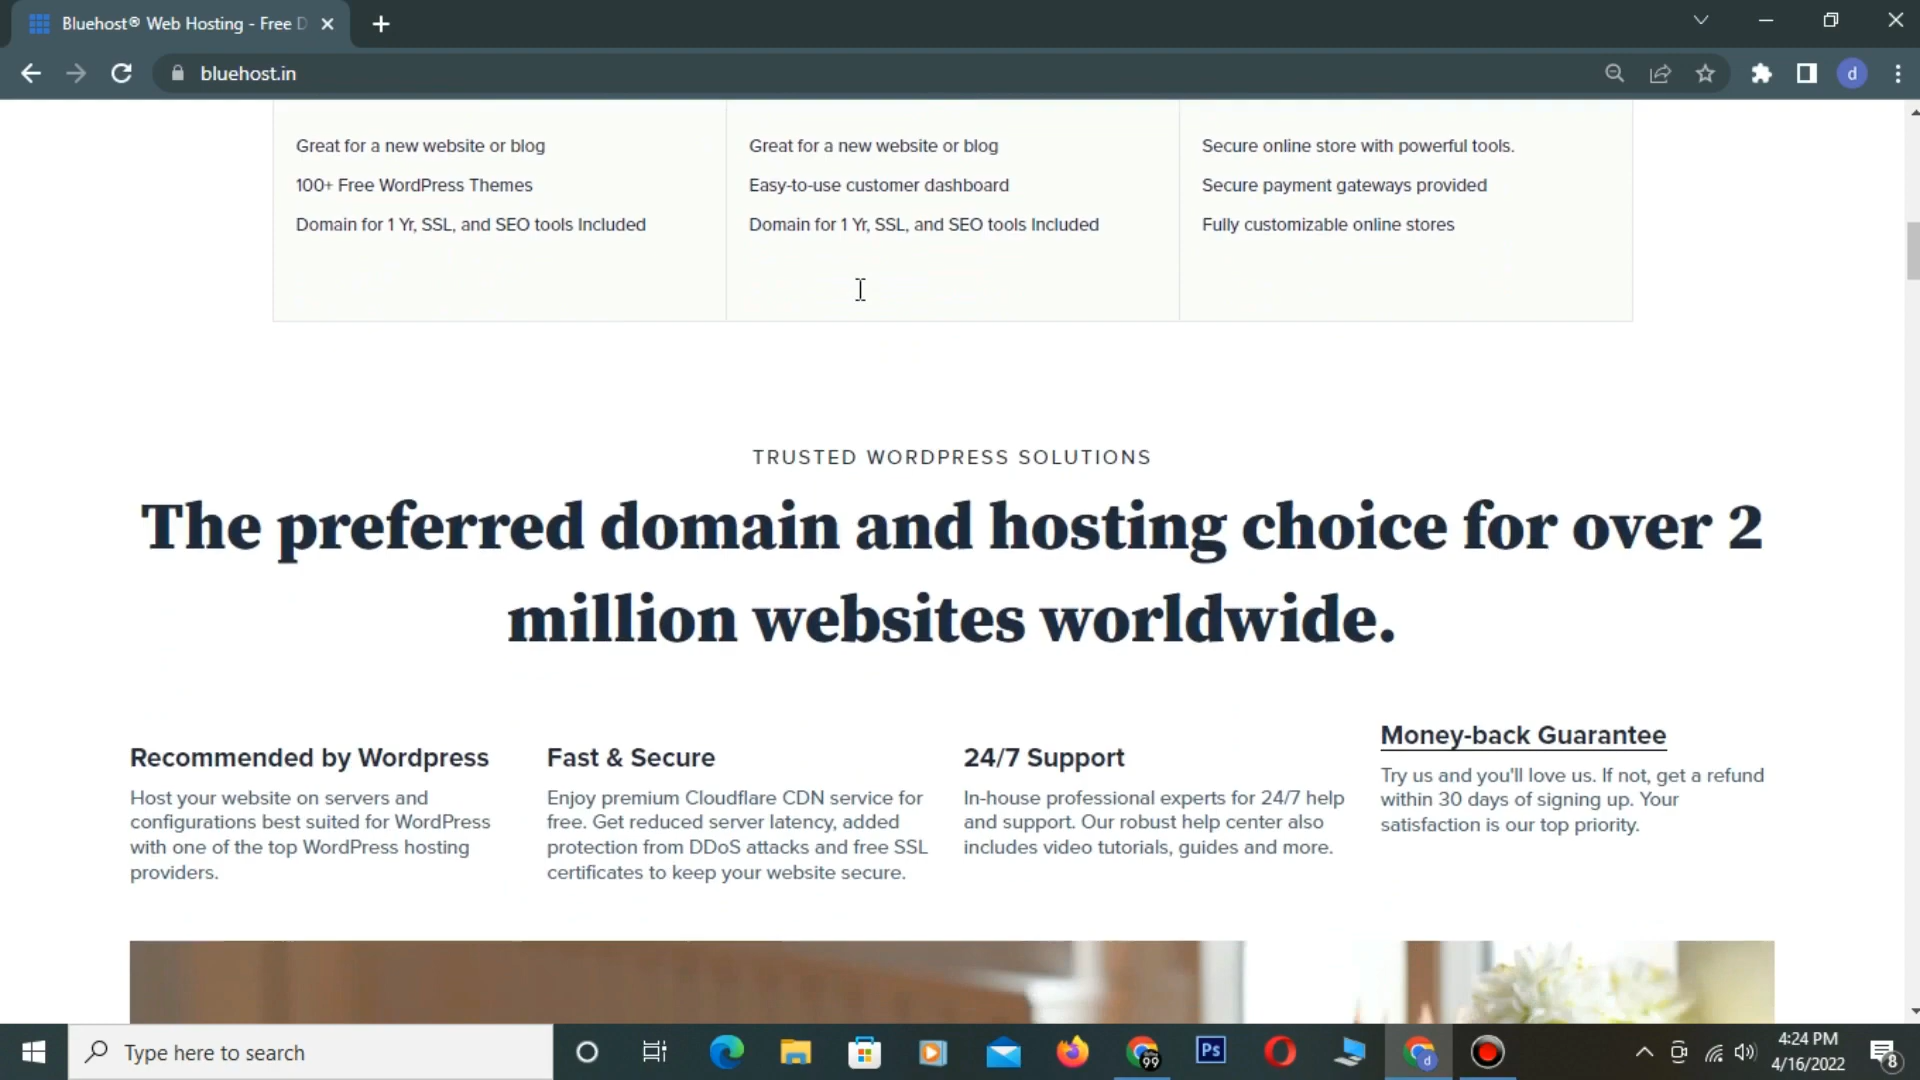 Bluehost® Web Hosting - Free D
bluehost.in
d
Great for a new website or blog
100+ Free WordPress Themes
Domain for 1 Yr, SSL, and SEO tools Included
Great for a new website or blog
Easy-to-use customer dashboard
Domain for 1 Yr, SSL, and SEO tools Included
Secure online store with powerful tools.
Secure payment gateways provided
Fully customizable online stores
TRUSTED WORDPRESS SOLUTIONS
The preferred domain and hosting choice for over 2
million websites worldwide.
Recommended by Wordpress
Host your website on servers and
configurations best suited for WordPress
with one of the top WordPress hosting
providers.
Fast & Secure
Enjoy premium Cloudflare CDN service for
free. Get reduced server latency, added
protection from DDoS attacks and free SSL
certificates to keep your website secure.
24/7 Support
In-house professional experts for 24/7 help
and support. Our robust help center also
includes video tutorials, guides and more.
Money-back Guarantee
Try us and you'll love us. If not, get a refund
within 30 days of signing up. Your
satisfaction is our top priority.
Type here to search
99
Ps
d
4:24 PM
4/16/2022
8